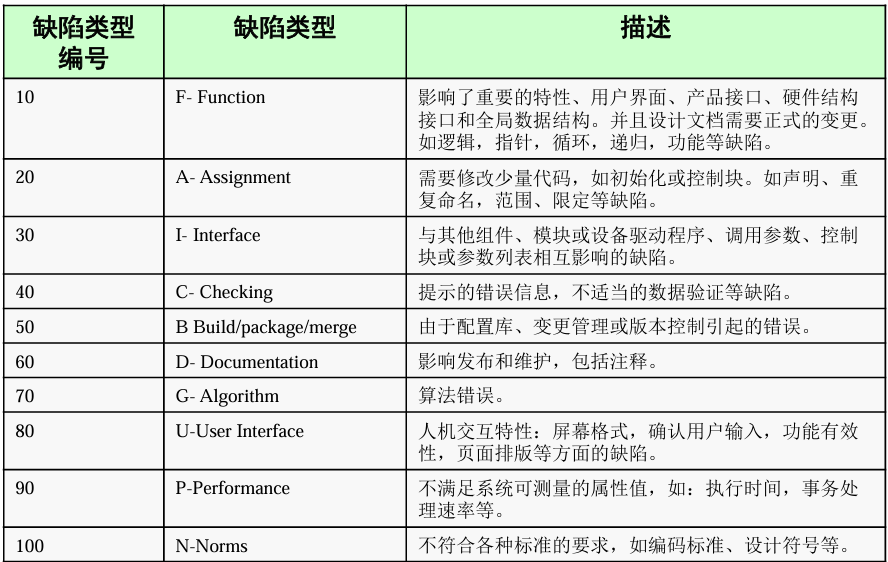 缺陷类型
编号
缺陷类型
描述
10
F- Function
影响了重要的特性、用户界面、产品接口、硬件结构
接口和全局数据结构。并且设计文档需要正式的变更。
如逻辑，指针，循环，递归，功能等缺陷。
20
A- Assignment
需要修改少量代码，如初始化或控制块。如声明、重
复命名，范围、限定等缺陷。
30
I- Interface
与其他组件、模块或设备驱动程序、调用参数、控制
块或参数列表相互影响的缺陷。
40
C- Checking
提示的错误信息，不适当的数据验证等缺陷。
50
B Build/package/merge
由于配置库、变更管理或版本控制引起的错误。
60
D- Documentation
影响发布和维护，包括注释。
70
G- Algorithm
算法错误。
80
U-User Interface
人机交互特性：屏幕格式，确认用户输入，功能有效
性，页面排版等方面的缺陷。
90
P-Performance
不满足系统可测量的属性值，如：执行时间，事务处
理速率等。
100
N-Norms
不符合各种标准的要求，如编码标准、设计符号等。